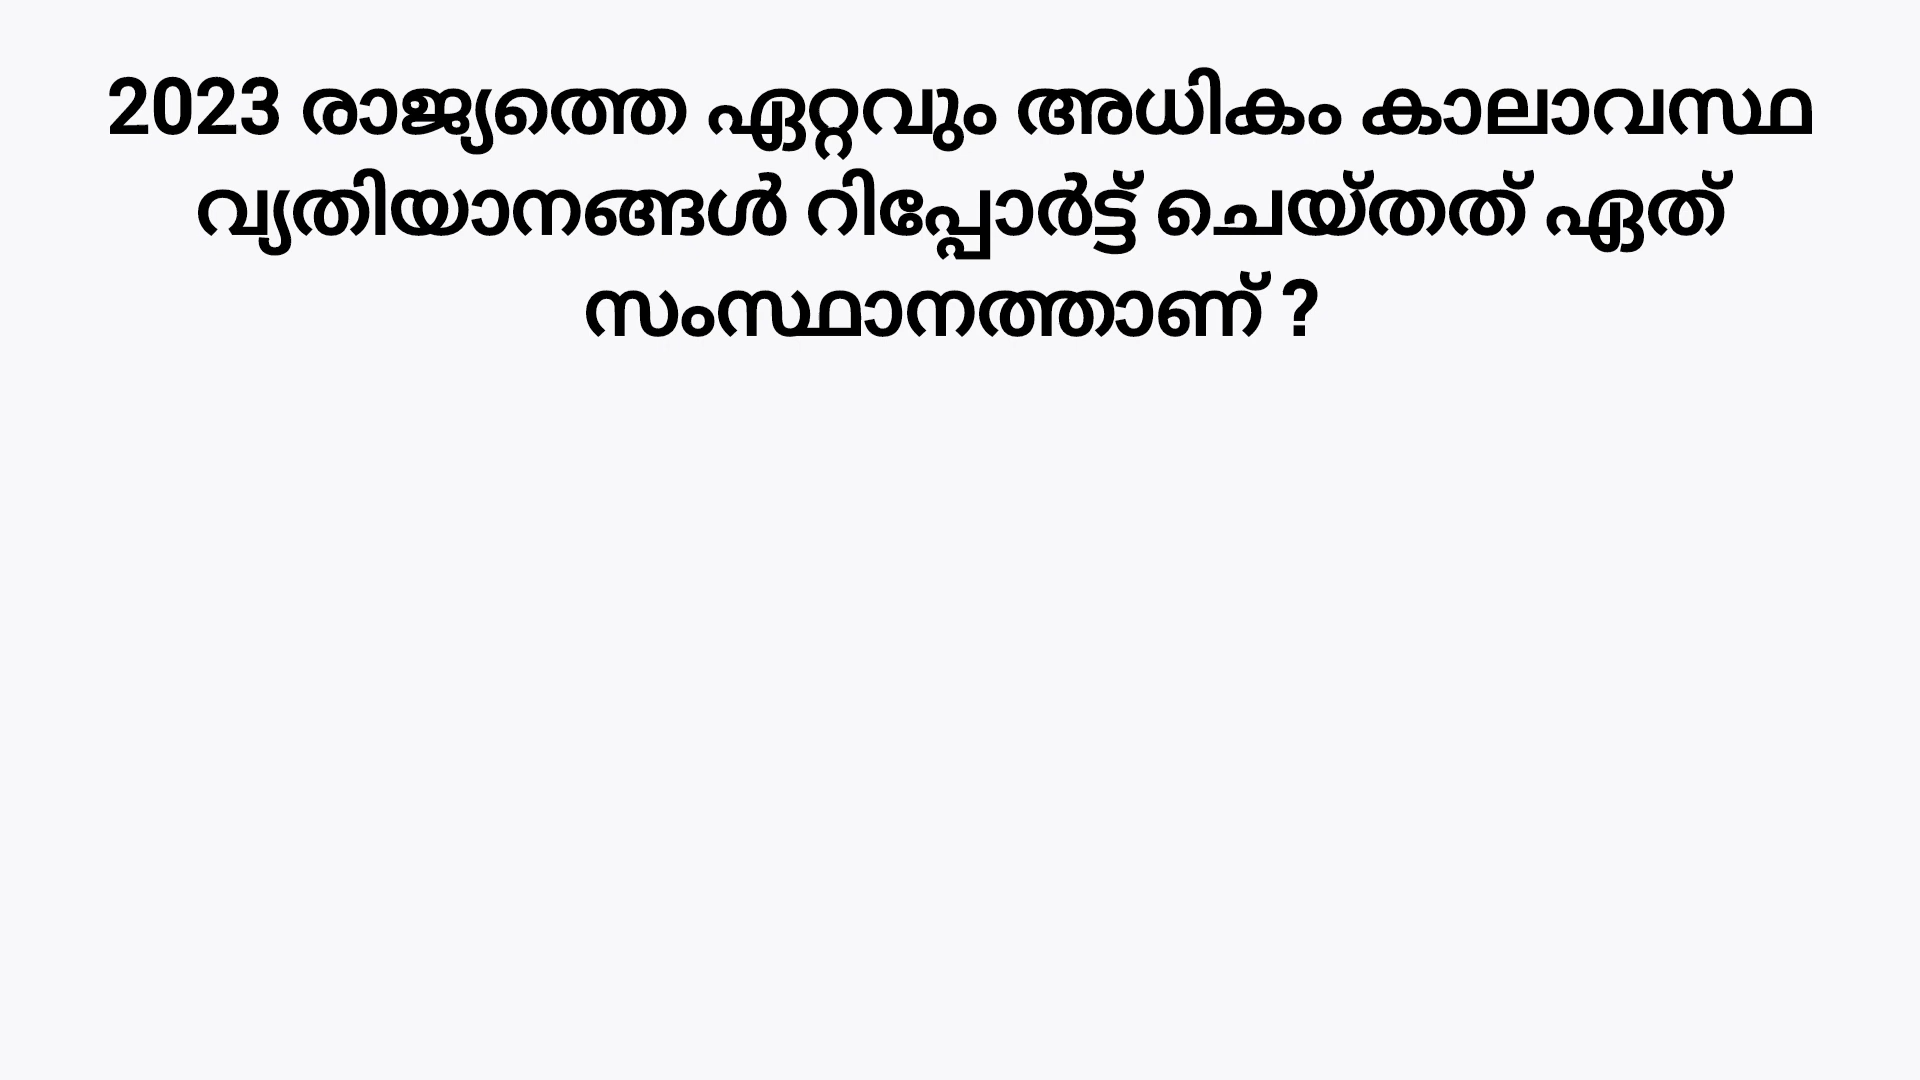 2023 രാജ്യത്തെ ഏറ്റവും അധികം കാലാവസ്ഥ
വ്യതിയാനങ്ങൾ റിപ്പോർട്ട് ചെയ്തത് ഏത്
സംസ്ഥാനത്താണ് ?